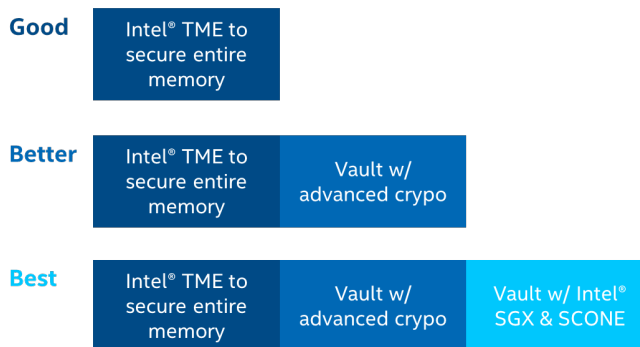 Good
Intel® TME to
secure entire
memory
Better
Intel® TME to
secure entire
memory
Vault w/
advanced crypo
Best
Intel® TME to
secure entire
memory
Vault w/
advanced crypo
Vault w/ Intel®
SGX & SCONE